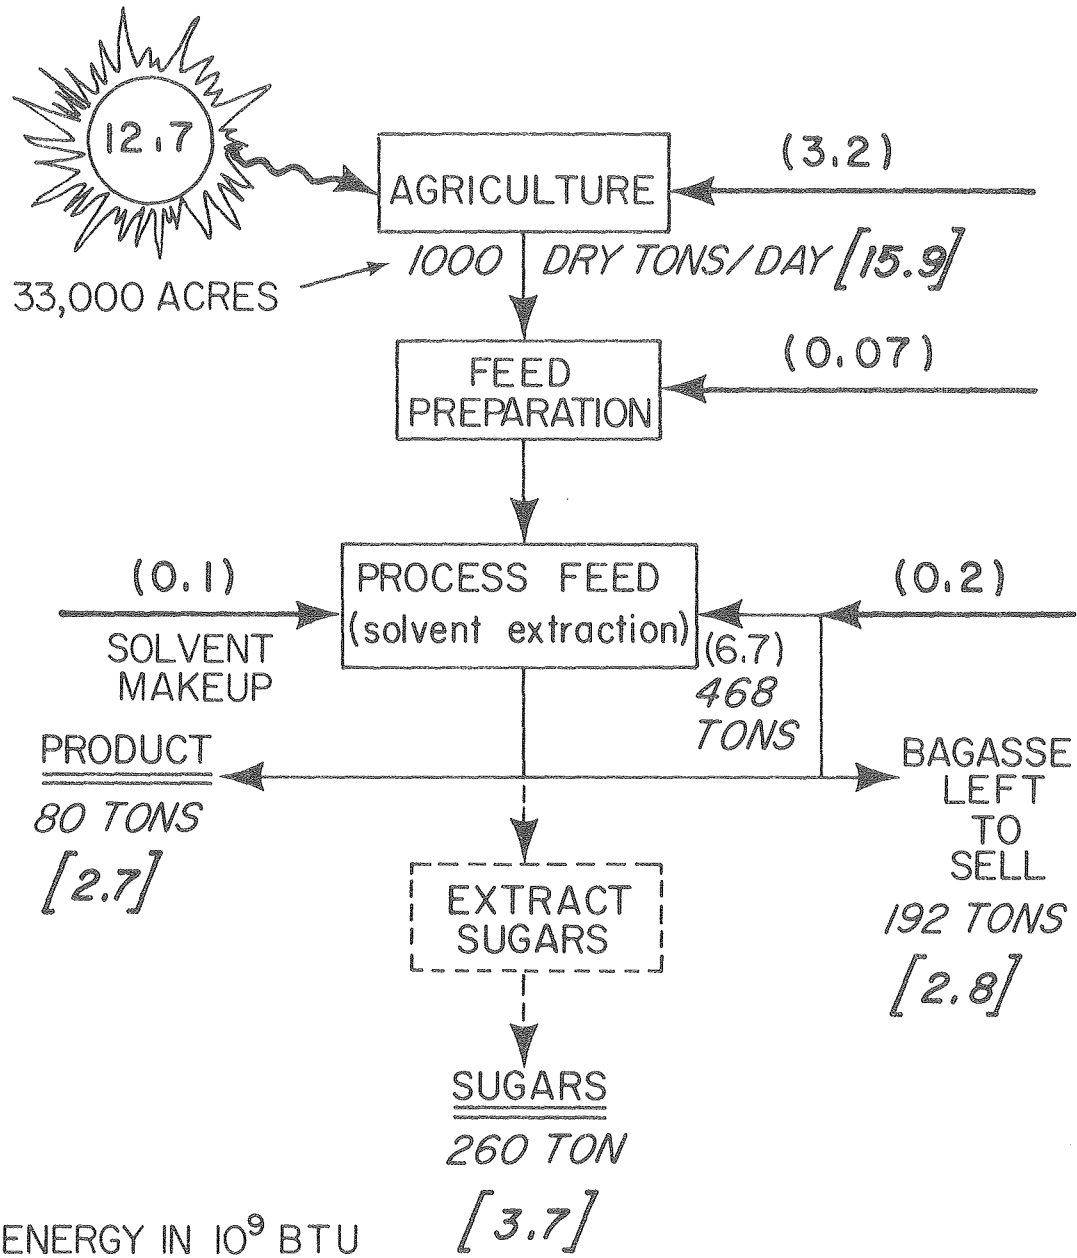 12.7
AGRICULTURE
(3.2)
1000 DRY TONS/DAY [15.9]
33,000 ACRES
FEED
PREPARATION
(0.07)
(0.1)
SOLVENT
MAKEUP
PROCESS FEED
(solvent extraction)
(0.2)
(6.7)
468
TONS
PRODUCT
80 TONS
[2.7]
BAGASSE
LEFT
TO
SELL
192 TONS
[2.8]
EXTRACT
SUGARS
SUGARS
260 TON
[3.7]
ENERGY IN 10⁹ BTU